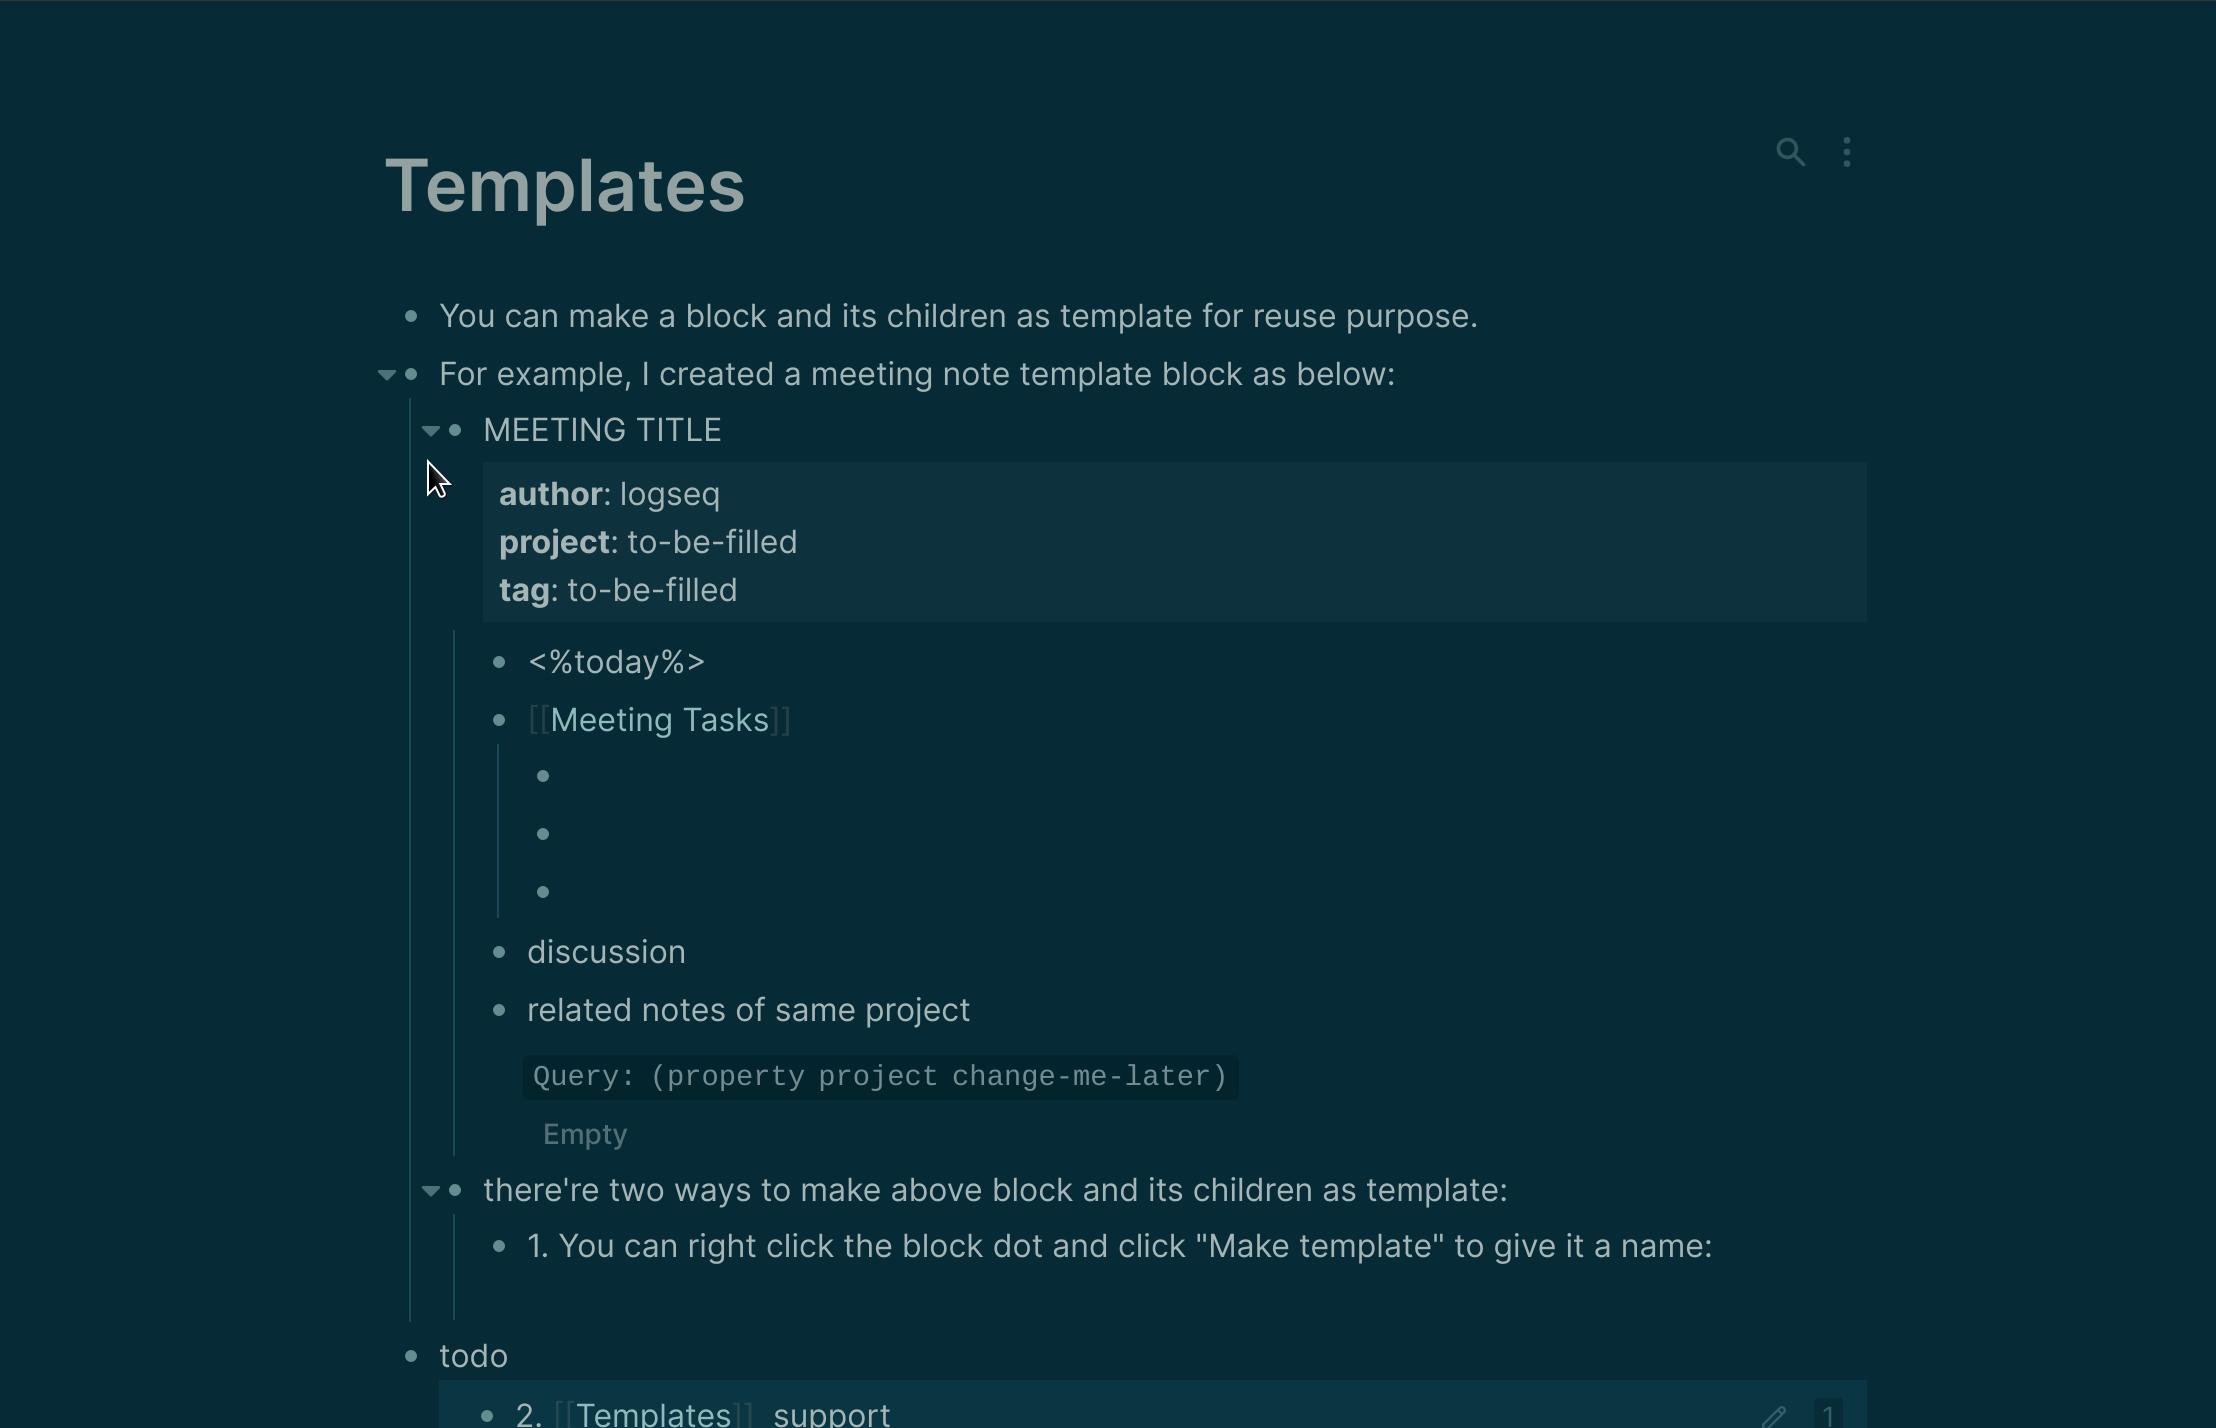 Templates
You can make a block and its children as template for reuse purpose.
For example, I created a meeting note template block as below:
MEETING TITLE
author: logseq
project: to-be-filled
tag: to-be-filled
<%today%>
[[Meeting Tasks]]
discussion
related notes of same project
Query: (property project change-me-later)
Empty
there're two ways to make above block and its children as template:
1. You can right click the block dot and click "Make template" to give it a name:
todo
2. [[Templates]] support 1